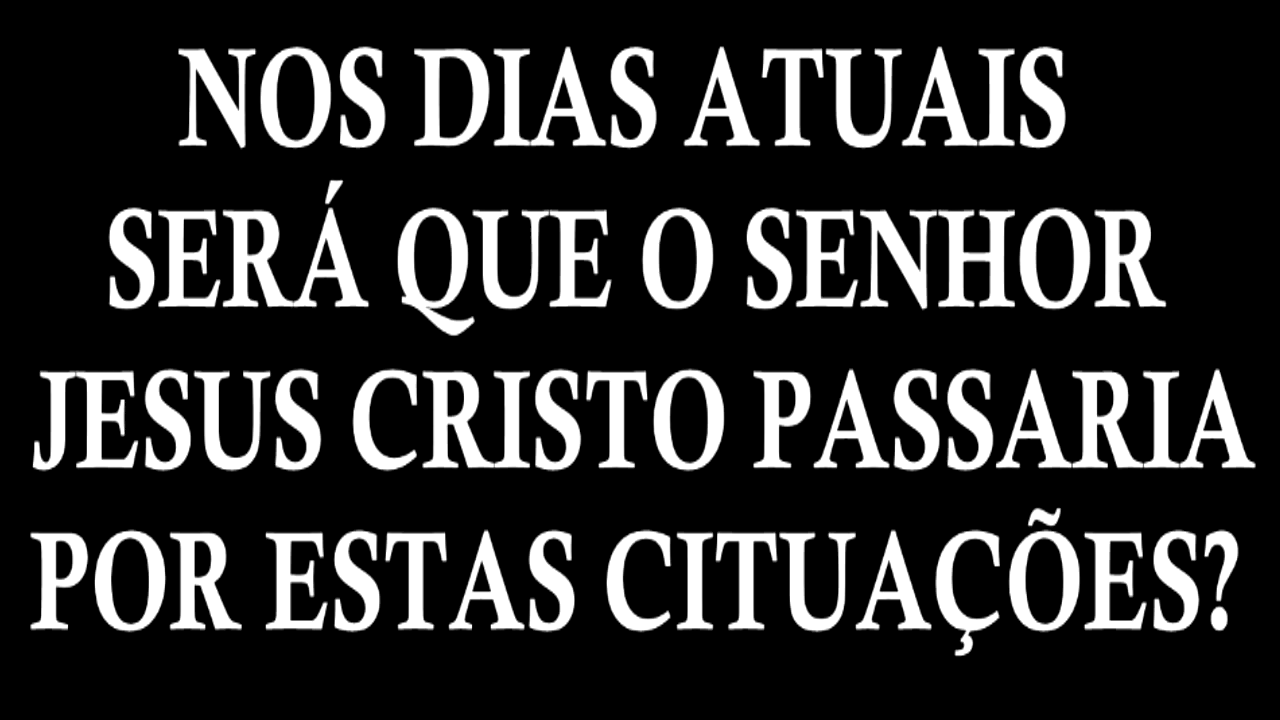 NOS DIAS ATUAIS
SERÁ QUE O SENHOR
JESUS CRISTO PASSARIA
POR ESTAS CITUAÇÕES?